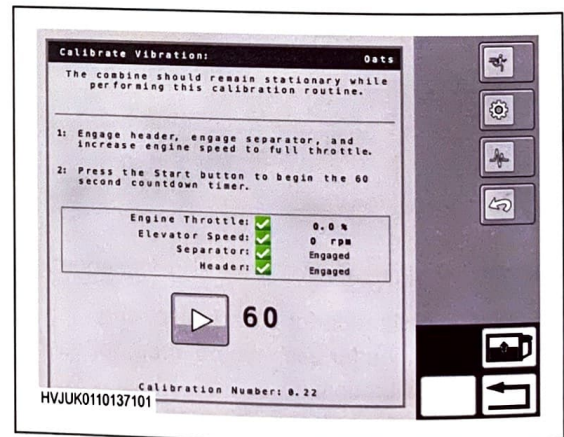 Calibrate Vibration: Oats
The combine should remain stationary while
performing this calibration routine.
1: Engage header, engage separator, and
increase engine speed to full throttle.
2: Press the Start button to begin the 60
second countdown timer.
Engine Throttle: 0.0 %
Elevator Speed: 0 rpm
Separator: Engaged
Header: Engaged
60
Calibration Number: 0.22
HVJUK0110137101